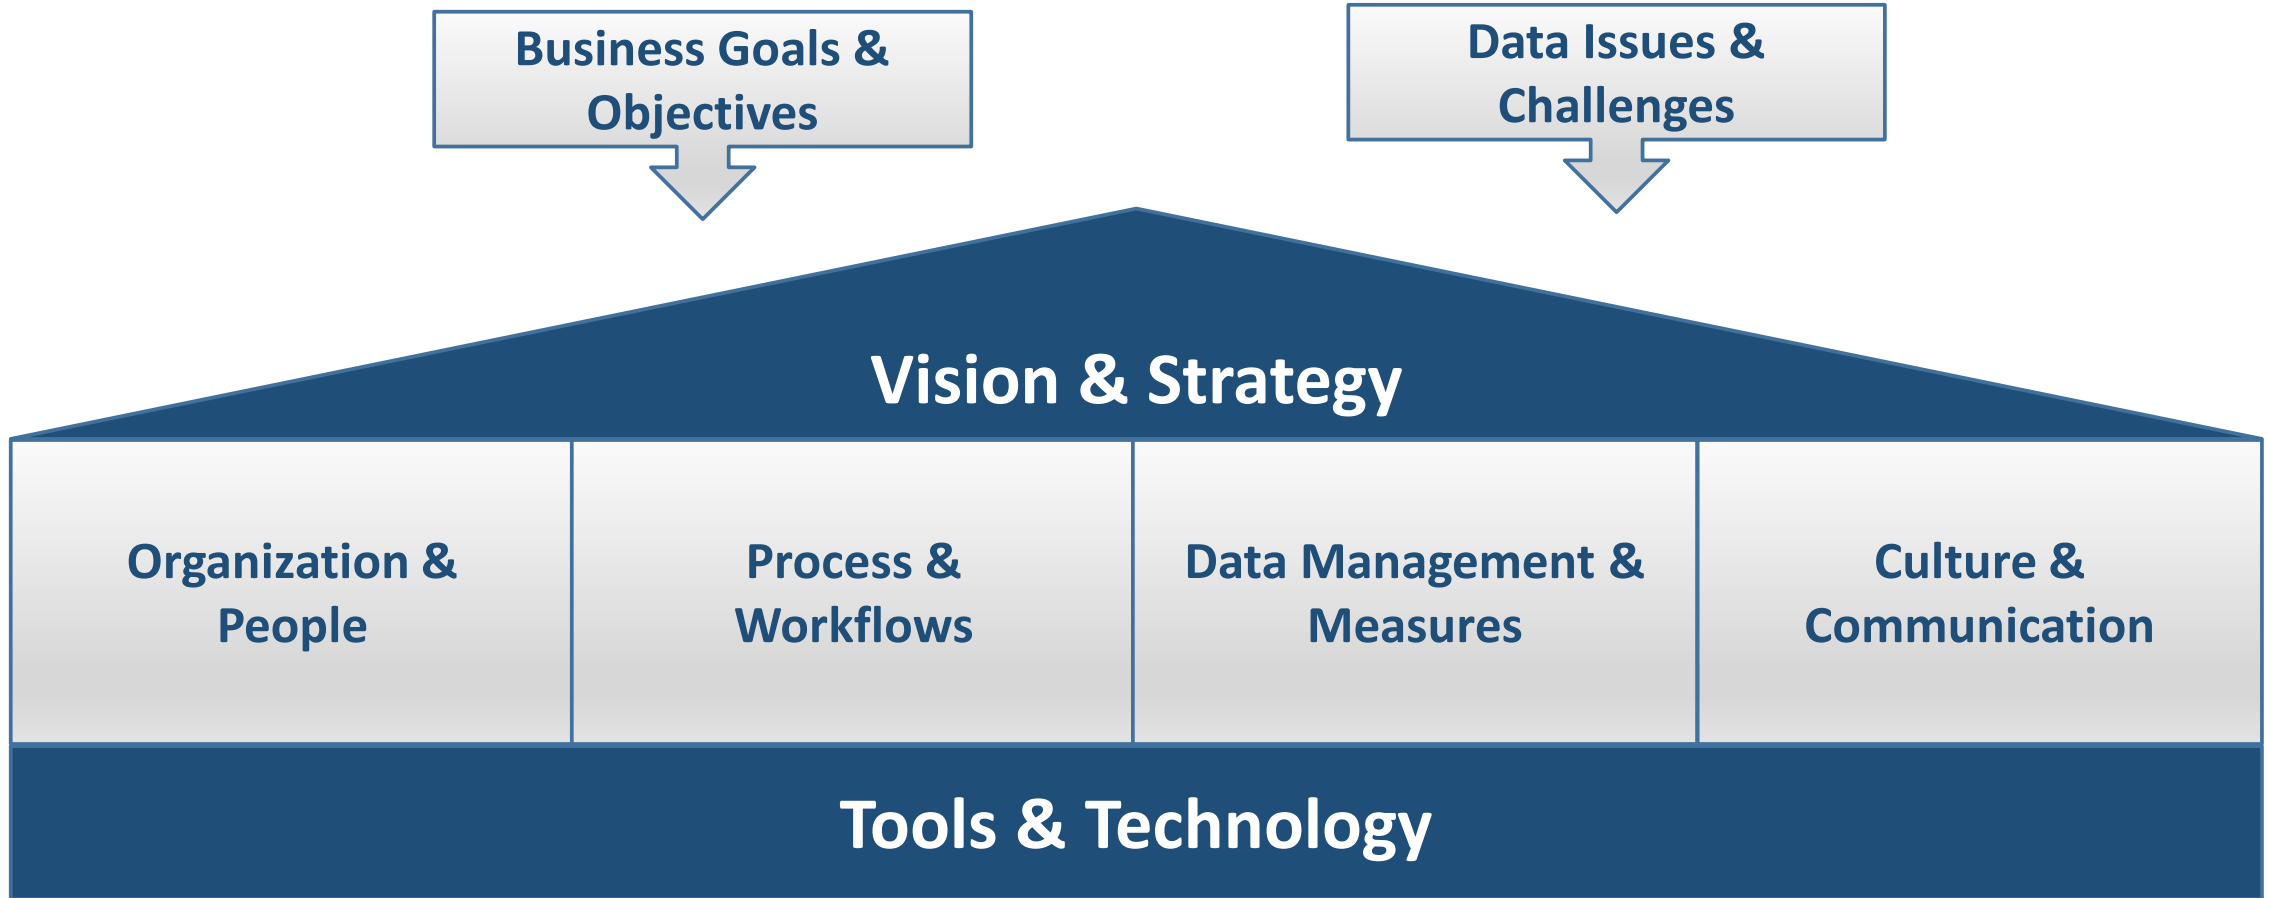 Business Goals &
Objectives
Data Issues &
Challenges
Vision & Strategy
Organization &
People
Process &
Workflows
Data Management &
Measures
Culture &
Communication
Tools & Technology